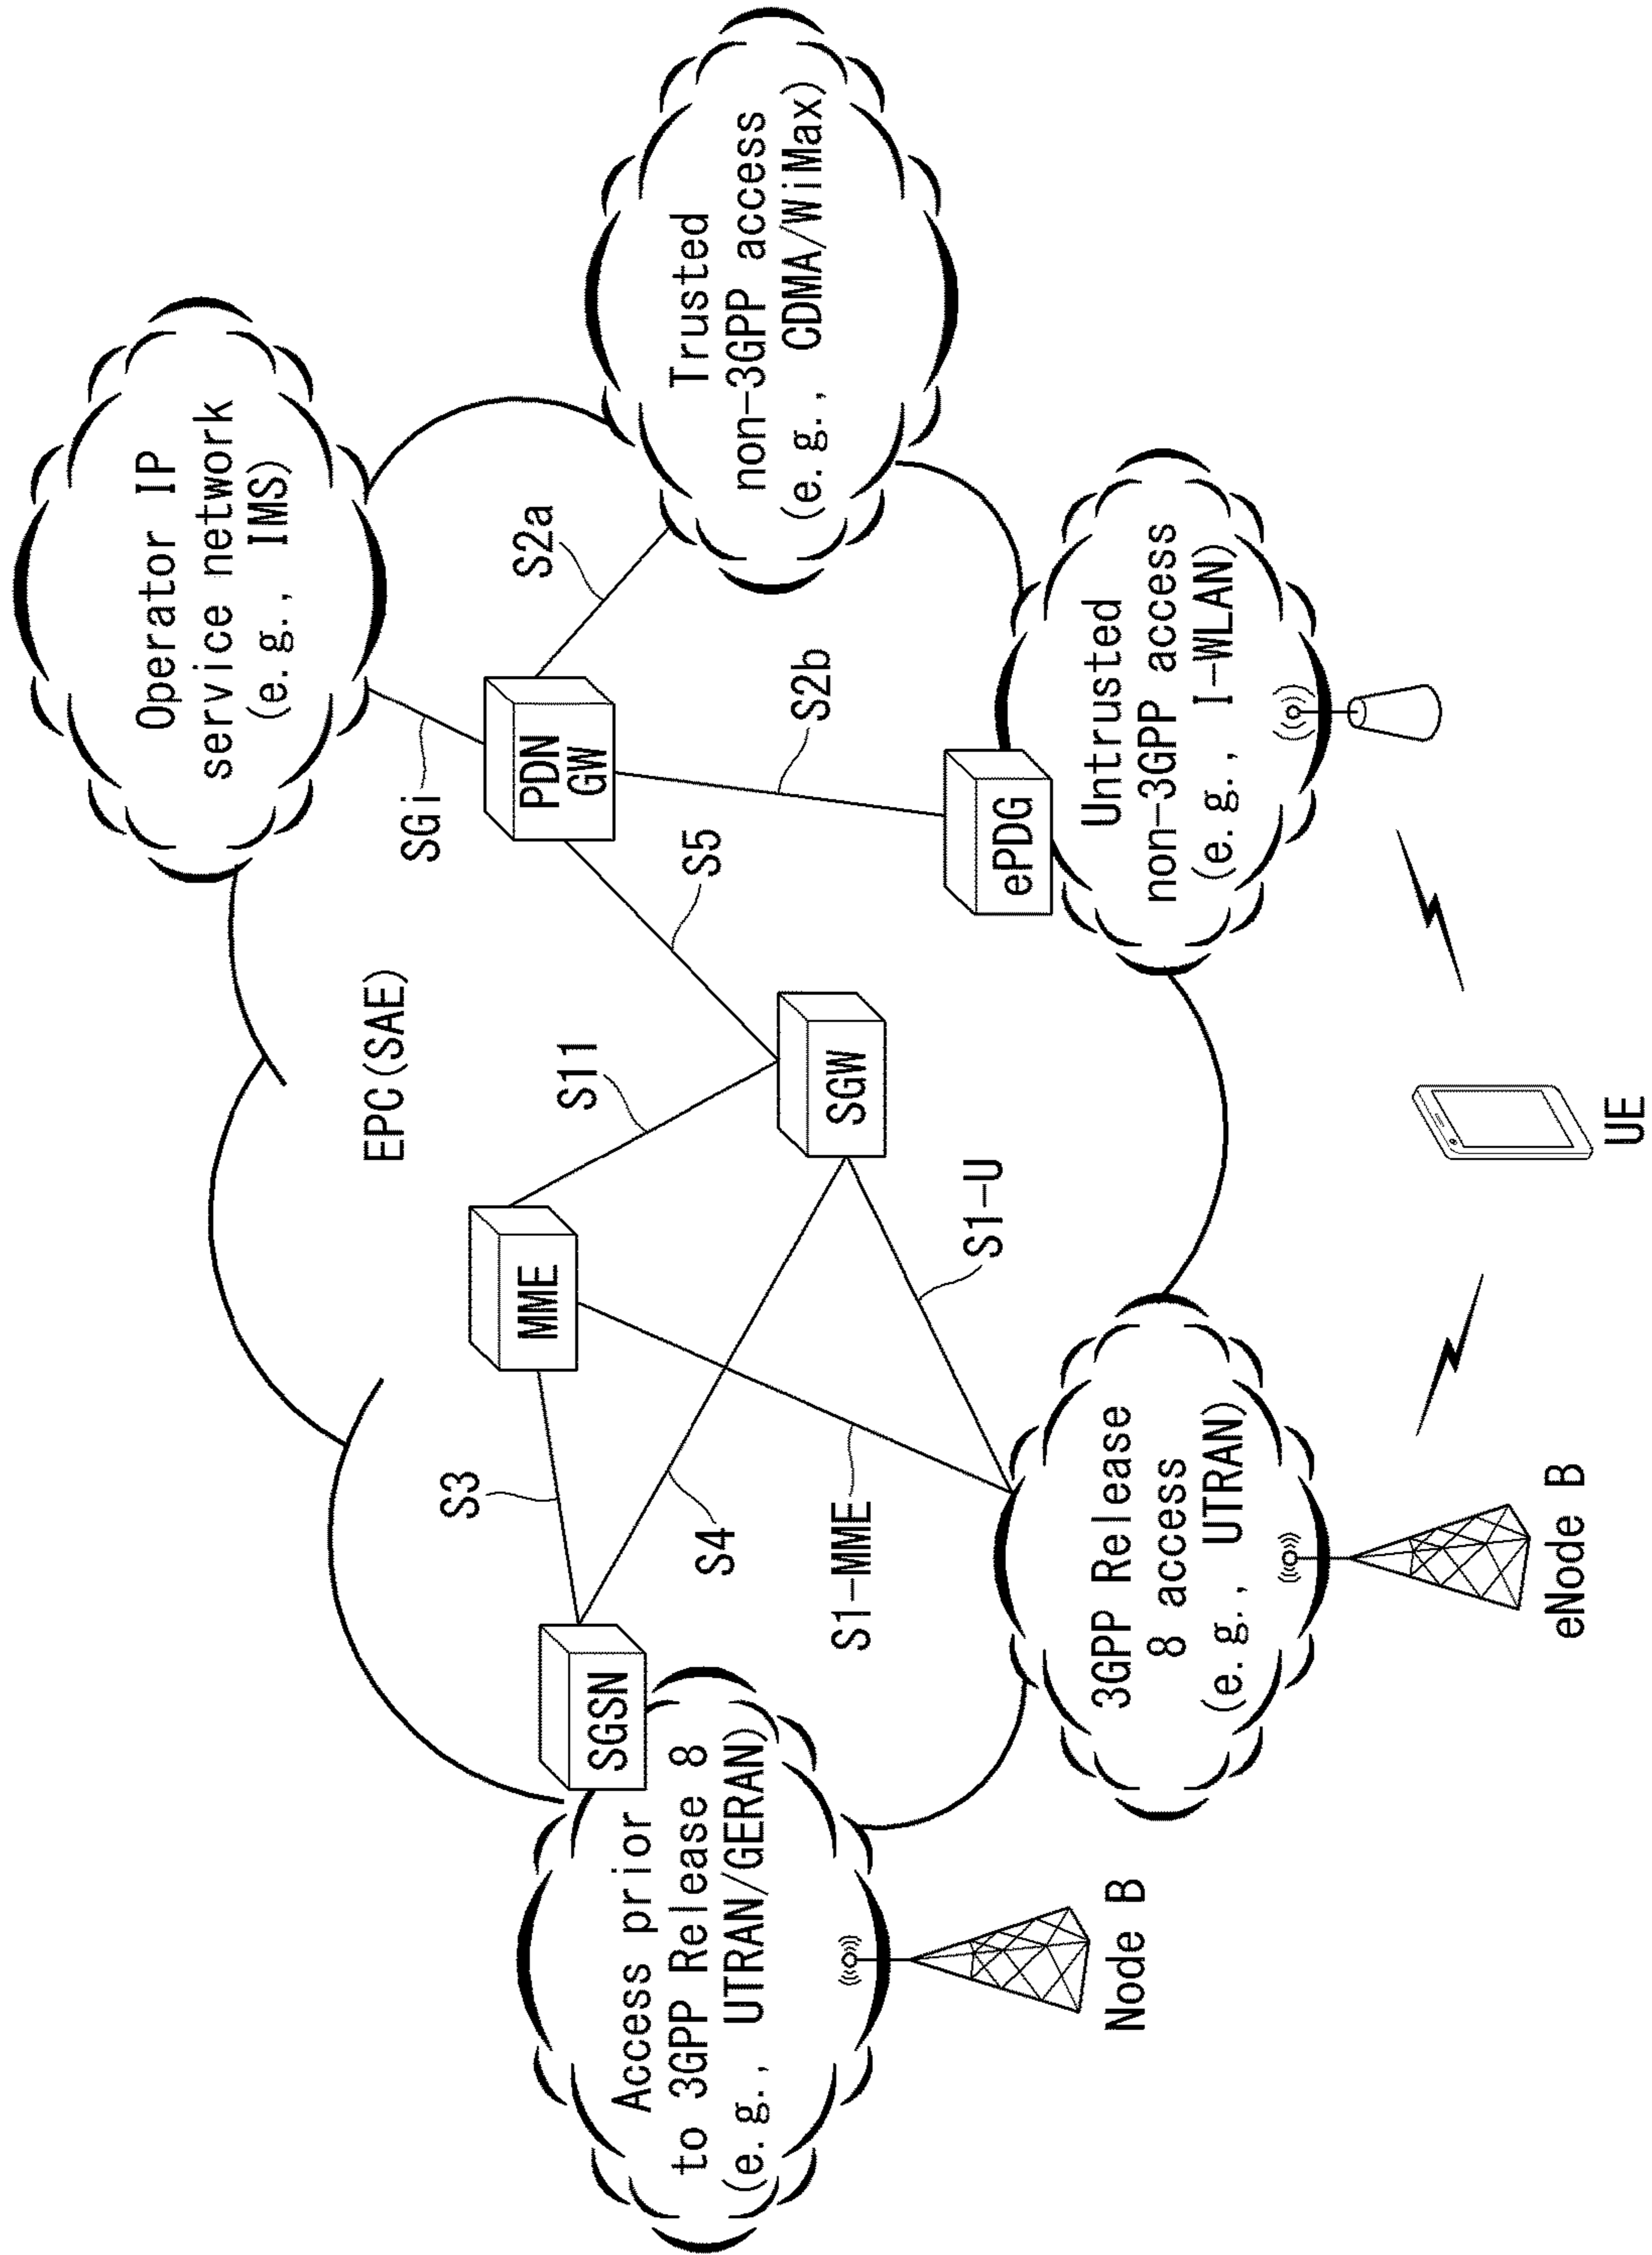 Operator IP
service network
(e.g., IMS)
EPC(SAE)
SGi
S2a
PDN
GW
Trusted
non-3GPP access
(e.g., CDMA/WiMax)
S3
MME
S11
S5
S2b
SGSN
S4
SGW
Access prior
to 3GPP Release 8
(e.g., UTRAN/GERAN)
S1-MME
S1-U
ePDG
Node B
3GPP Release
8 access
(e.g., UTRAN)
Untrusted
non-3GPP access
(e.g., I-WLAN)
eNode B
UE